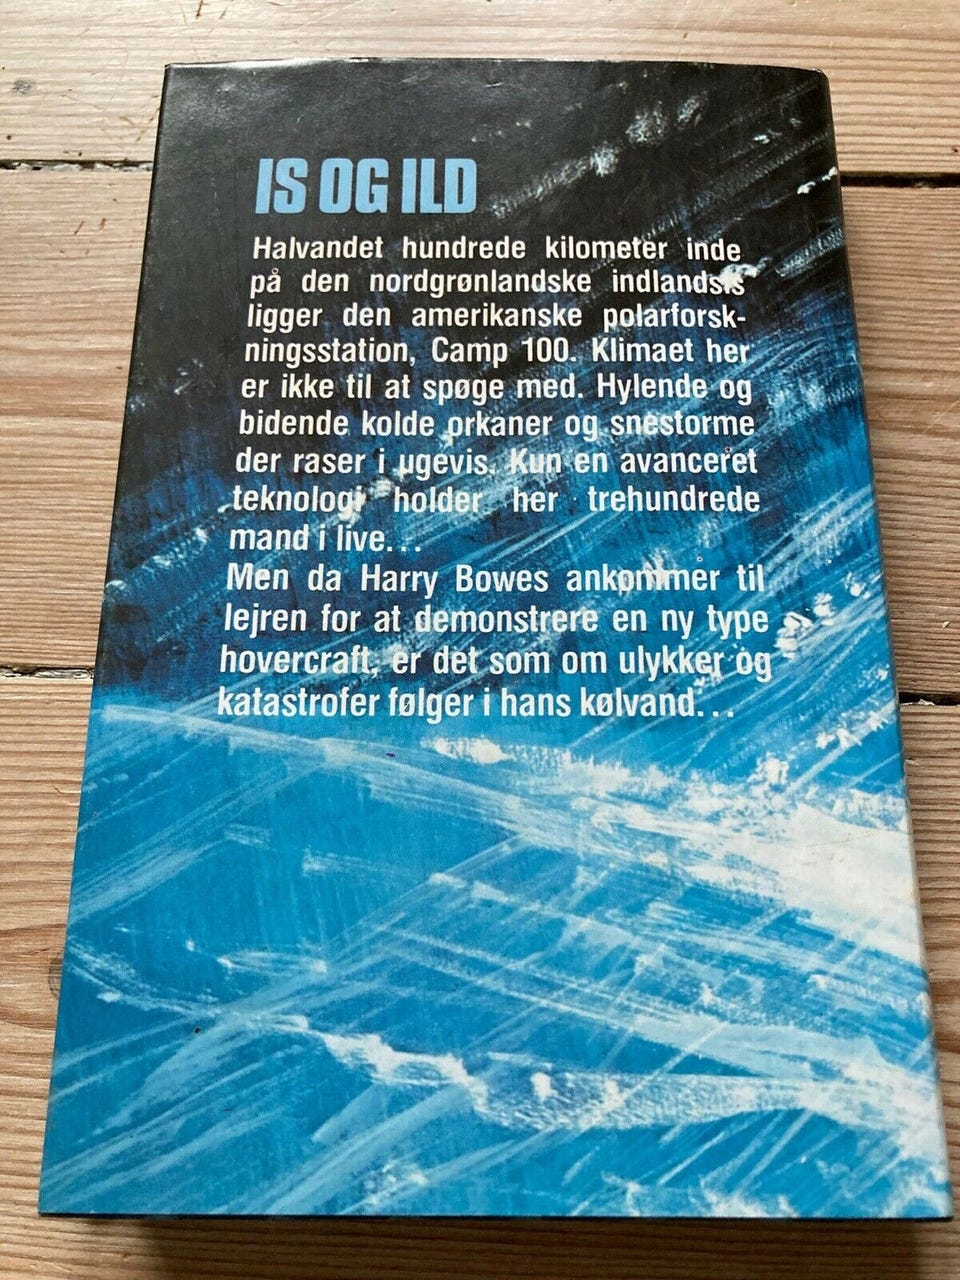 IS OG ILD
Halvandet hundrede kilometer inde
på den nordgrønlandske indlandsis
ligger den amerikanske polarforsk-
ningsstation, Camp 100. Klimaet her
er ikke til at spøge med. Hylende og
bidende kolde orkaner og snestorme
der raser i ugevis. Kun en avanceret
teknologi holder her trehundrede
mand i live...
Men da Harry Bowes ankommer til
lejren for at demonstrere en ny type
hovercraft, er det som om ulykker og
katastrofer følger i hans kølvand...